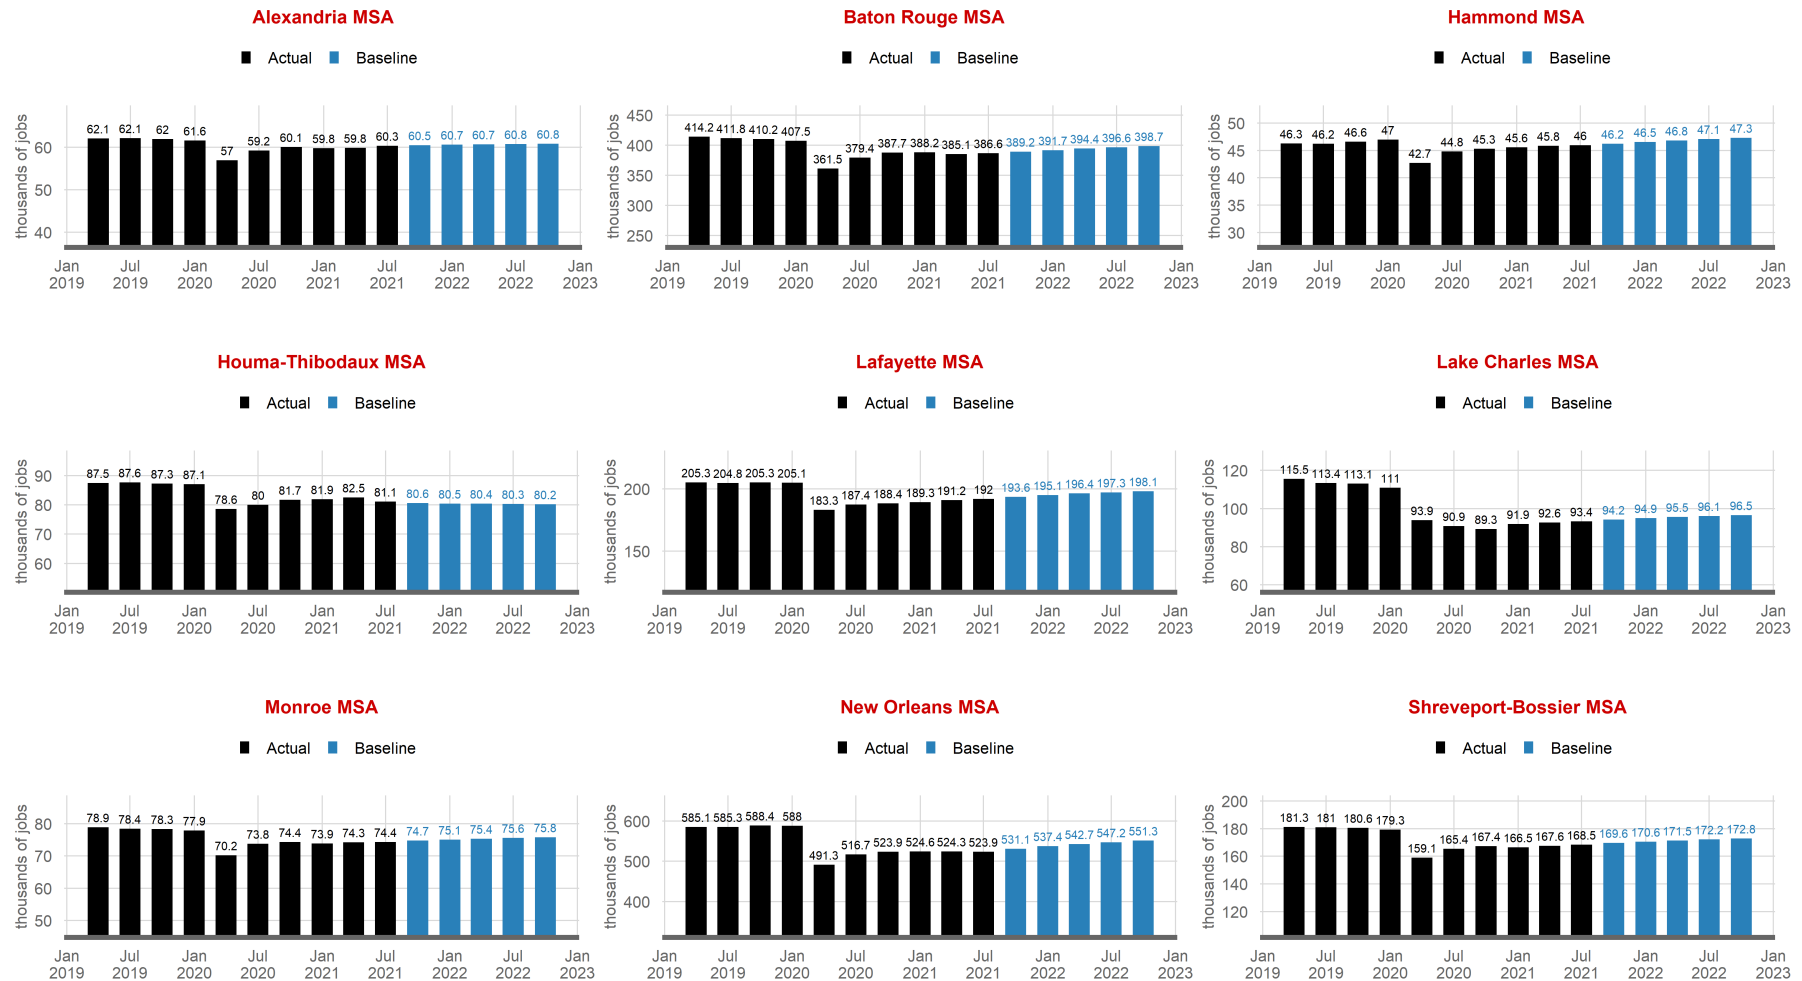 Alexandria MSA
Actual Baseline
thousands of jobs
60
50
40
62.1 62.1 62 61.6 57 59.2 60.1 59.8 59.8 60.3 60.5 60.7 60.7 60.8 60.8
Jan Jul Jan Jul Jan Jul Jan Jul Jan
2019 2019 2020 2020 2021 2021 2022 2022 2023
Baton Rouge MSA
Actual Baseline
thousands of jobs
450
400
350
300
250
414.2 411.8 410.2 407.5 361.5 379.4 387.7 388.2 385.1 386.6 389.2 391.7 394.4 396.6 398.7
Jan Jul Jan Jul Jan Jul Jan Jul Jan
2019 2019 2020 2020 2021 2021 2022 2022 2023
Hammond MSA
Actual Baseline
thousands of jobs
50
45
40
35
30
46.3 46.2 46.6 47 42.7 44.8 45.3 45.6 45.8 46 46.2 46.5 46.8 47.1 47.3
Jan Jul Jan Jul Jan Jul Jan Jul Jan
2019 2019 2020 2020 2021 2021 2022 2022 2023
Houma-Thibodaux MSA
Actual Baseline
thousands of jobs
90
80
70
60
87.5 87.6 87.3 87.1 78.6 80 81.7 81.9 82.5 81.1 80.6 80.5 80.4 80.3 80.2
Jan Jul Jan Jul Jan Jul Jan Jul Jan
2019 2019 2020 2020 2021 2021 2022 2022 2023
Lafayette MSA
Actual Baseline
thousands of jobs
200
150
205.3 204.8 205.3 205.1 183.3 187.4 188.4 189.3 191.2 192 193.6 195.1 196.4 197.3 198.1
Jan Jul Jan Jul Jan Jul Jan Jul Jan
2019 2019 2020 2020 2021 2021 2022 2022 2023
Lake Charles MSA
Actual Baseline
thousands of jobs
120
100
80
60
115.5 113.4 113.1 111 93.9 90.9 89.3 91.9 92.6 93.4 94.2 94.9 95.5 96.1 96.5
Jan Jul Jan Jul Jan Jul Jan Jul Jan
2019 2019 2020 2020 2021 2021 2022 2022 2023
Monroe MSA
Actual Baseline
thousands of jobs
80
70
60
50
78.9 78.4 78.3 77.9 70.2 73.8 74.4 73.9 74.3 74.4 74.7 75.1 75.4 75.6 75.8
Jan Jul Jan Jul Jan Jul Jan Jul Jan
2019 2019 2020 2020 2021 2021 2022 2022 2023
New Orleans MSA
Actual Baseline
thousands of jobs
600
500
400
585.1 585.3 588.4 588 491.3 516.7 523.9 524.6 524.3 523.9 531.1 537.4 542.7 547.2 551.3
Jan Jul Jan Jul Jan Jul Jan Jul Jan
2019 2019 2020 2020 2021 2021 2022 2022 2023
Shreveport-Bossier MSA
Actual Baseline
thousands of jobs
200
180
160
140
120
181.3 181 180.6 179.3 159.1 165.4 167.4 166.5 167.6 168.5 169.6 170.6 171.5 172.2 172.8
Jan Jul Jan Jul Jan Jul Jan Jul Jan
2019 2019 2020 2020 2021 2021 2022 2022 2023